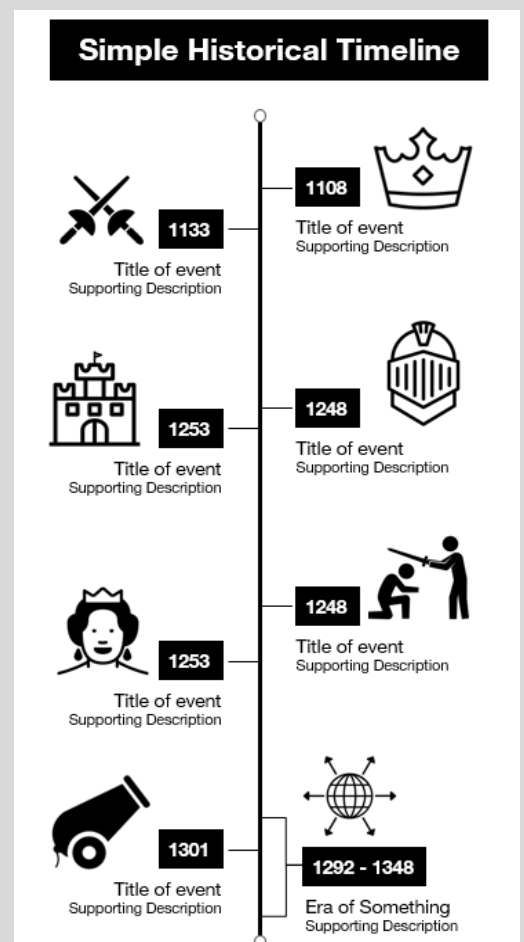 Simple Historical Timeline
1108
Title of event
Supporting Description
1133
Title of event
Supporting Description
1248
Title of event
Supporting Description
1253
Title of event
Supporting Description
1248
Title of event
Supporting Description
1253
Title of event
Supporting Description
1301
Title of event
Supporting Description
1292 - 1348
Era of Something
Supporting Description